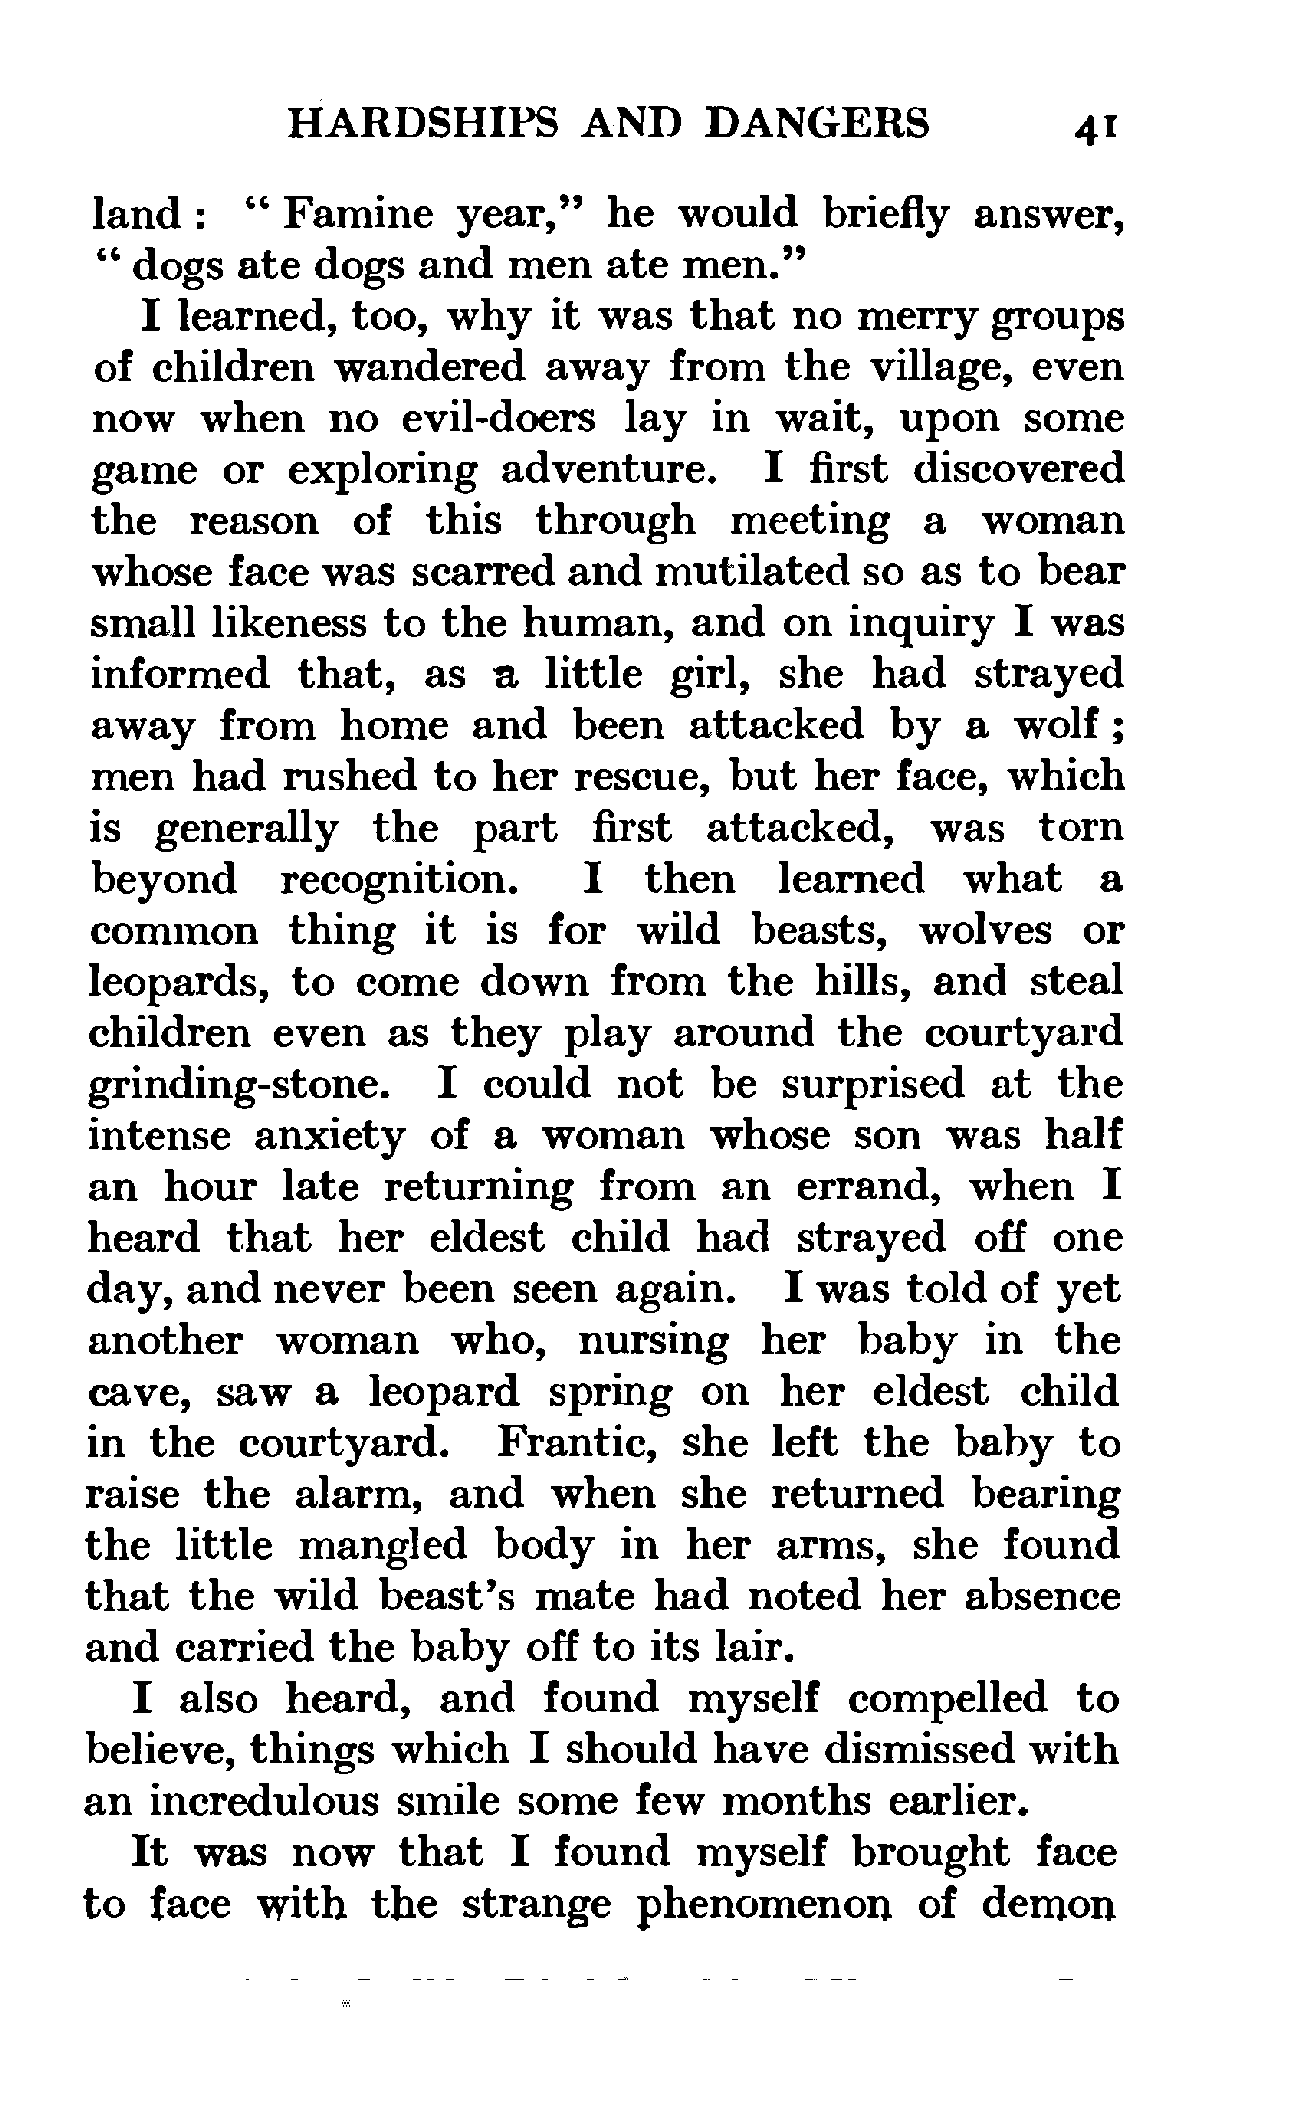 HARDSHIPS AND DANGERS 41
land : “ Famine year,” he would briefly answer,
“ dogs ate dogs and men ate men.”
I learned, too, why it was that no merry groups
of children wandered away from the village, even
now when no evil-doers lay in wait, upon some
game or exploring adventure. I first discovered
the reason of this through meeting a woman
whose face was scarred and mutilated so as to bear
small likeness to the human, and on inquiry I was
informed that, as a little girl, she had strayed
away from home and been attacked by a wolf ;
men had rushed to her rescue, but her face, which
is generally the part first attacked, was torn
beyond recognition. I then learned what a
common thing it is for wild beasts, wolves or
leopards, to come down from the hills, and steal
children even as they play around the courtyard
grinding-stone. I could not be surprised at the
intense anxiety of a woman whose son was half
an hour late returning from an errand, when I
heard that her eldest child had strayed off one
day, and never been seen again. I was told of yet
another woman who, nursing her baby in the
cave, saw a leopard spring on her eldest child
in the courtyard. Frantic, she left the baby to
raise the alarm, and when she returned bearing
the little mangled body in her arms, she found
that the wild beast’s mate had noted her absence
and carried the baby off to its lair.
I also heard, and found myself compelled to
believe, things which I should have dismissed with
an incredulous smile some few months earlier.
It was now that I found myself brought face
to face with the strange phenomenon of demon